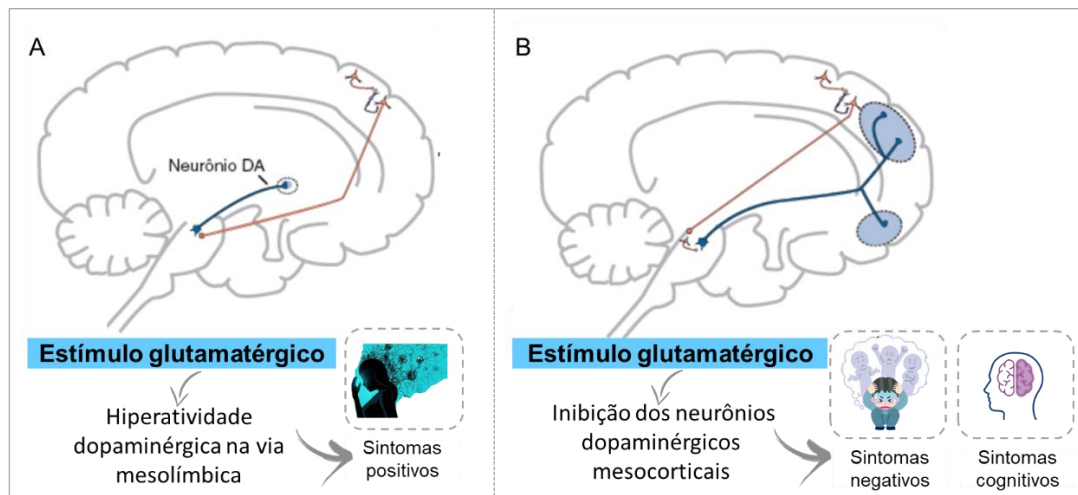 A
Neurônio DA
Estímulo glutamatérgico
Hiperatividade
dopaminérgica na via
mesolímbica
Sintomas
positivos
B
Estímulo glutamatérgico
Inibição dos neurônios
dopaminérgicos
mesocorticais
Sintomas
negativos
Sintomas
cognitivos